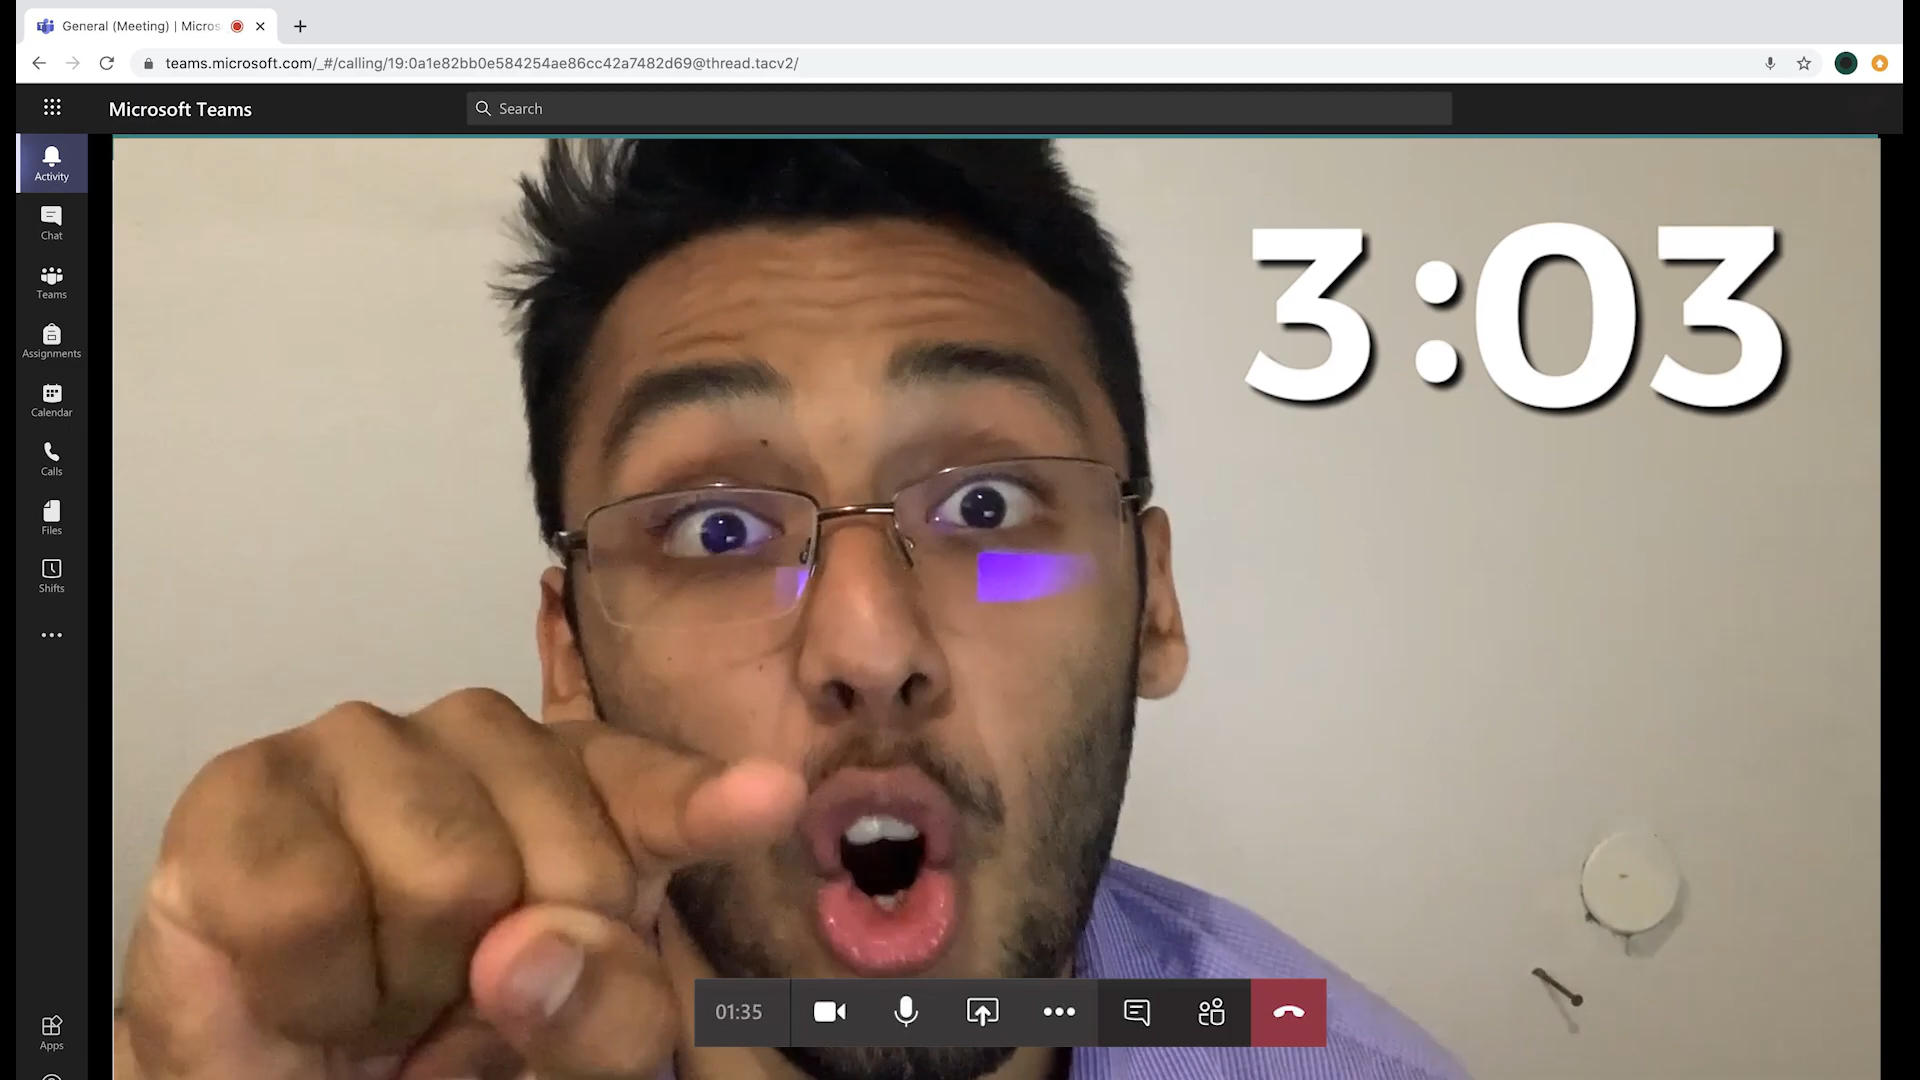 General (Meeting) | Micros
teams.microsoft.com/_#/calling/19:0a1e82bb0e584254ae86cc42a7482d69@thread.tacv2/
Microsoft Teams
Search
Activity
Chat
Teams
Assignments
Calendar
Calls
Files
Shifts
Apps
3:03
01:35